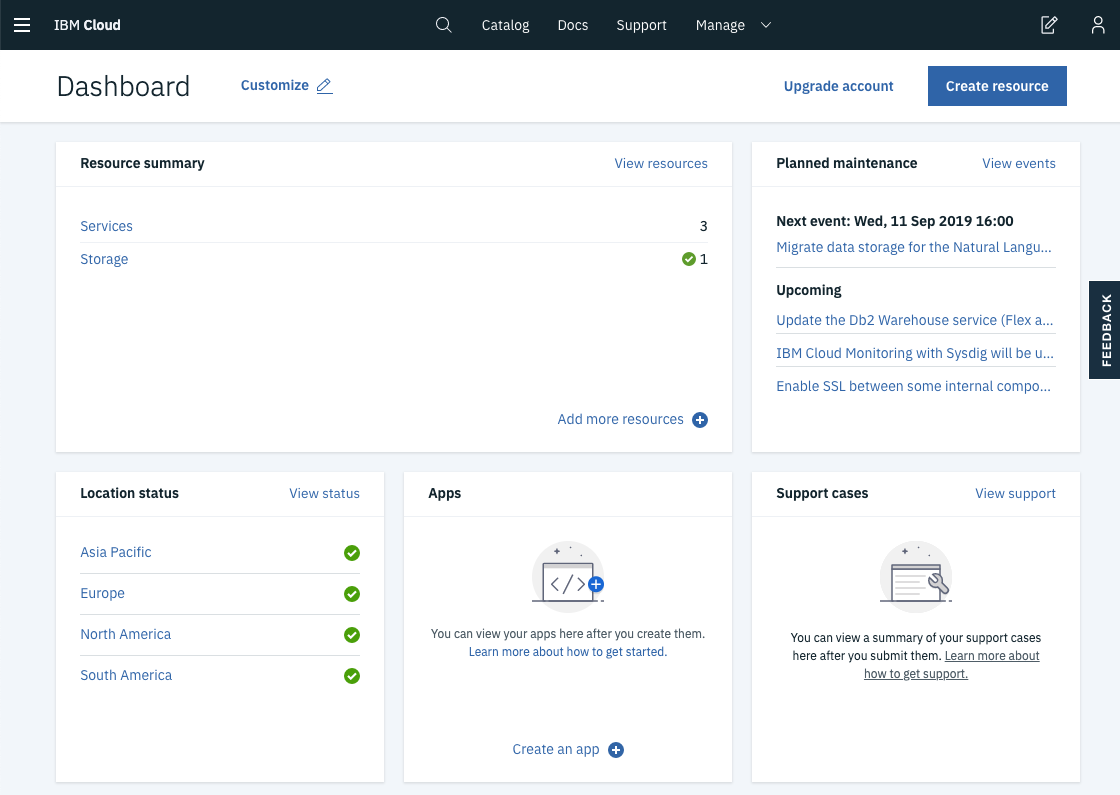 IBM Cloud
Catalog
Docs
Support
Manage
Dashboard
Customize
Upgrade account
Create resource
Resource summary
View resources
Services
3
Storage
1
Add more resources
Planned maintenance
View events
Next event: Wed, 11 Sep 2019 16:00
Migrate data storage for the Natural Langu...
Upcoming
Update the Db2 Warehouse service (Flex a...
IBM Cloud Monitoring with Sysdig will be u...
Enable SSL between some internal compo...
FEEDBACK
Location status
View status
Asia Pacific
Europe
North America
South America
Apps
</>
You can view your apps here after you create them.
Learn more about how to get started.
Create an app
Support cases
View support
You can view a summary of your support cases
here after you submit them. Learn more about
how to get support.